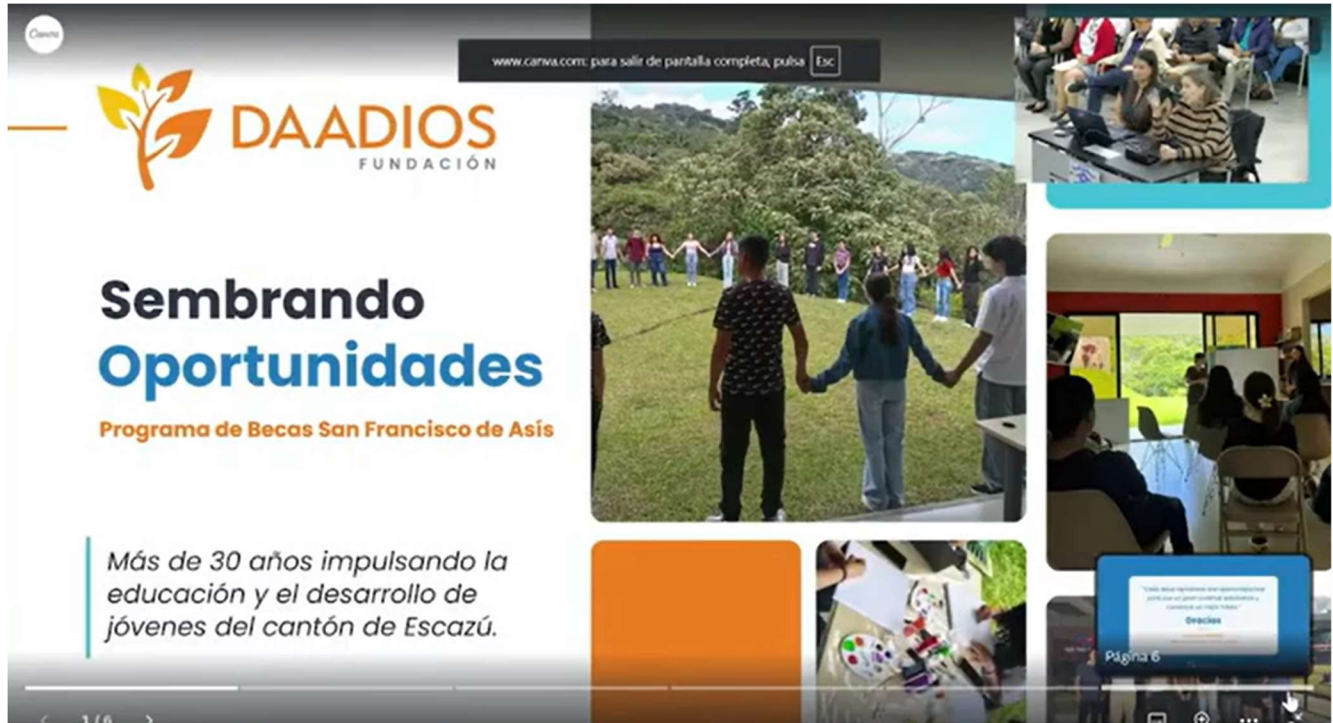 Canva
www.canva.com: para salir de pantalla completa, pulsa Esc
DAADIOS
FUNDACIÓN
Sembrando
Oportunidades
Programa de Becas San Francisco de Asís
Más de 30 años impulsando la
educación y el desarrollo de
jóvenes del cantón de Escazú.
Gracias
Página 6
1 / 6